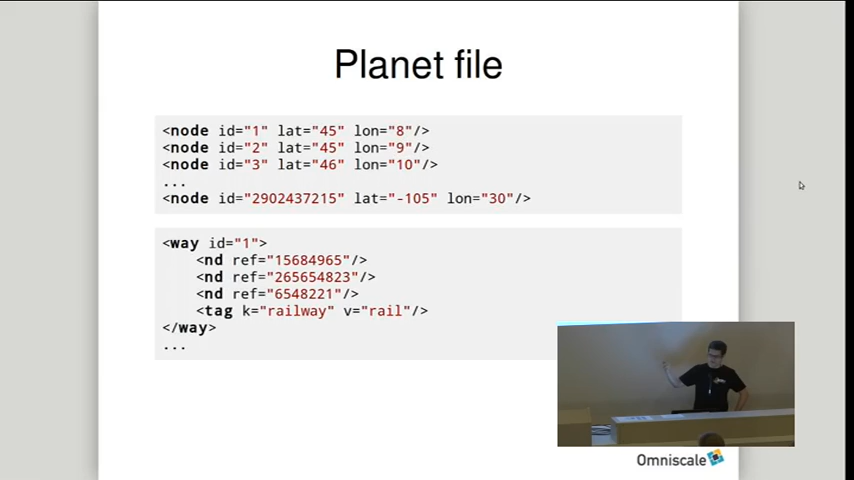 Planet file
<node id="1" lat="45" lon="8"/>
<node id="2" lat="45" lon="9"/>
<node id="3" lat="46" lon="10"/>
...
<node id="2902437215" lat="-105" lon="30"/>
<way id="1">
<nd ref="15684965"/>
<nd ref="265654823"/>
<nd ref="6548221"/>
<tag k="railway" v="rail"/>
</way>
...
Omniscale